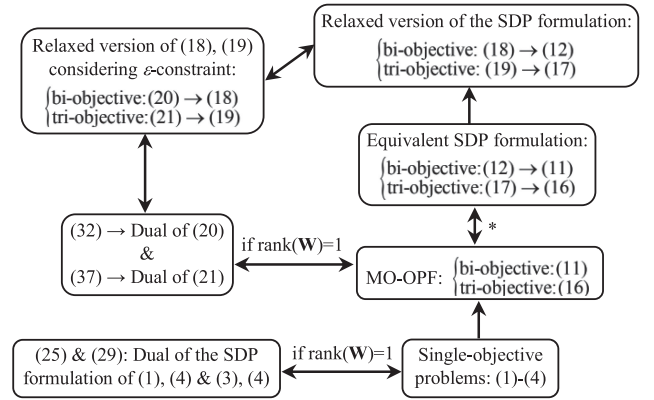 Relaxed version of (18), (19)
considering ε-constraint:
{bi-objective:(20) → (18)
tri-objective:(21) → (19)
Relaxed version of the SDP formulation:
{bi-objective: (18) → (12)
tri-objective: (19) → (17)
Equivalent SDP formulation:
{bi-objective: (12) → (11)
tri-objective: (17) → (16)
*
(32) → Dual of (20)
&
(37) → Dual of (21)
if rank(W)=1
MO-OPF: {bi-objective:(11)
tri-objective:(16)
(25) & (29): Dual of the SDP
formulation of (1), (4) & (3), (4)
if rank(W)=1
Single-objective
problems: (1)-(4)